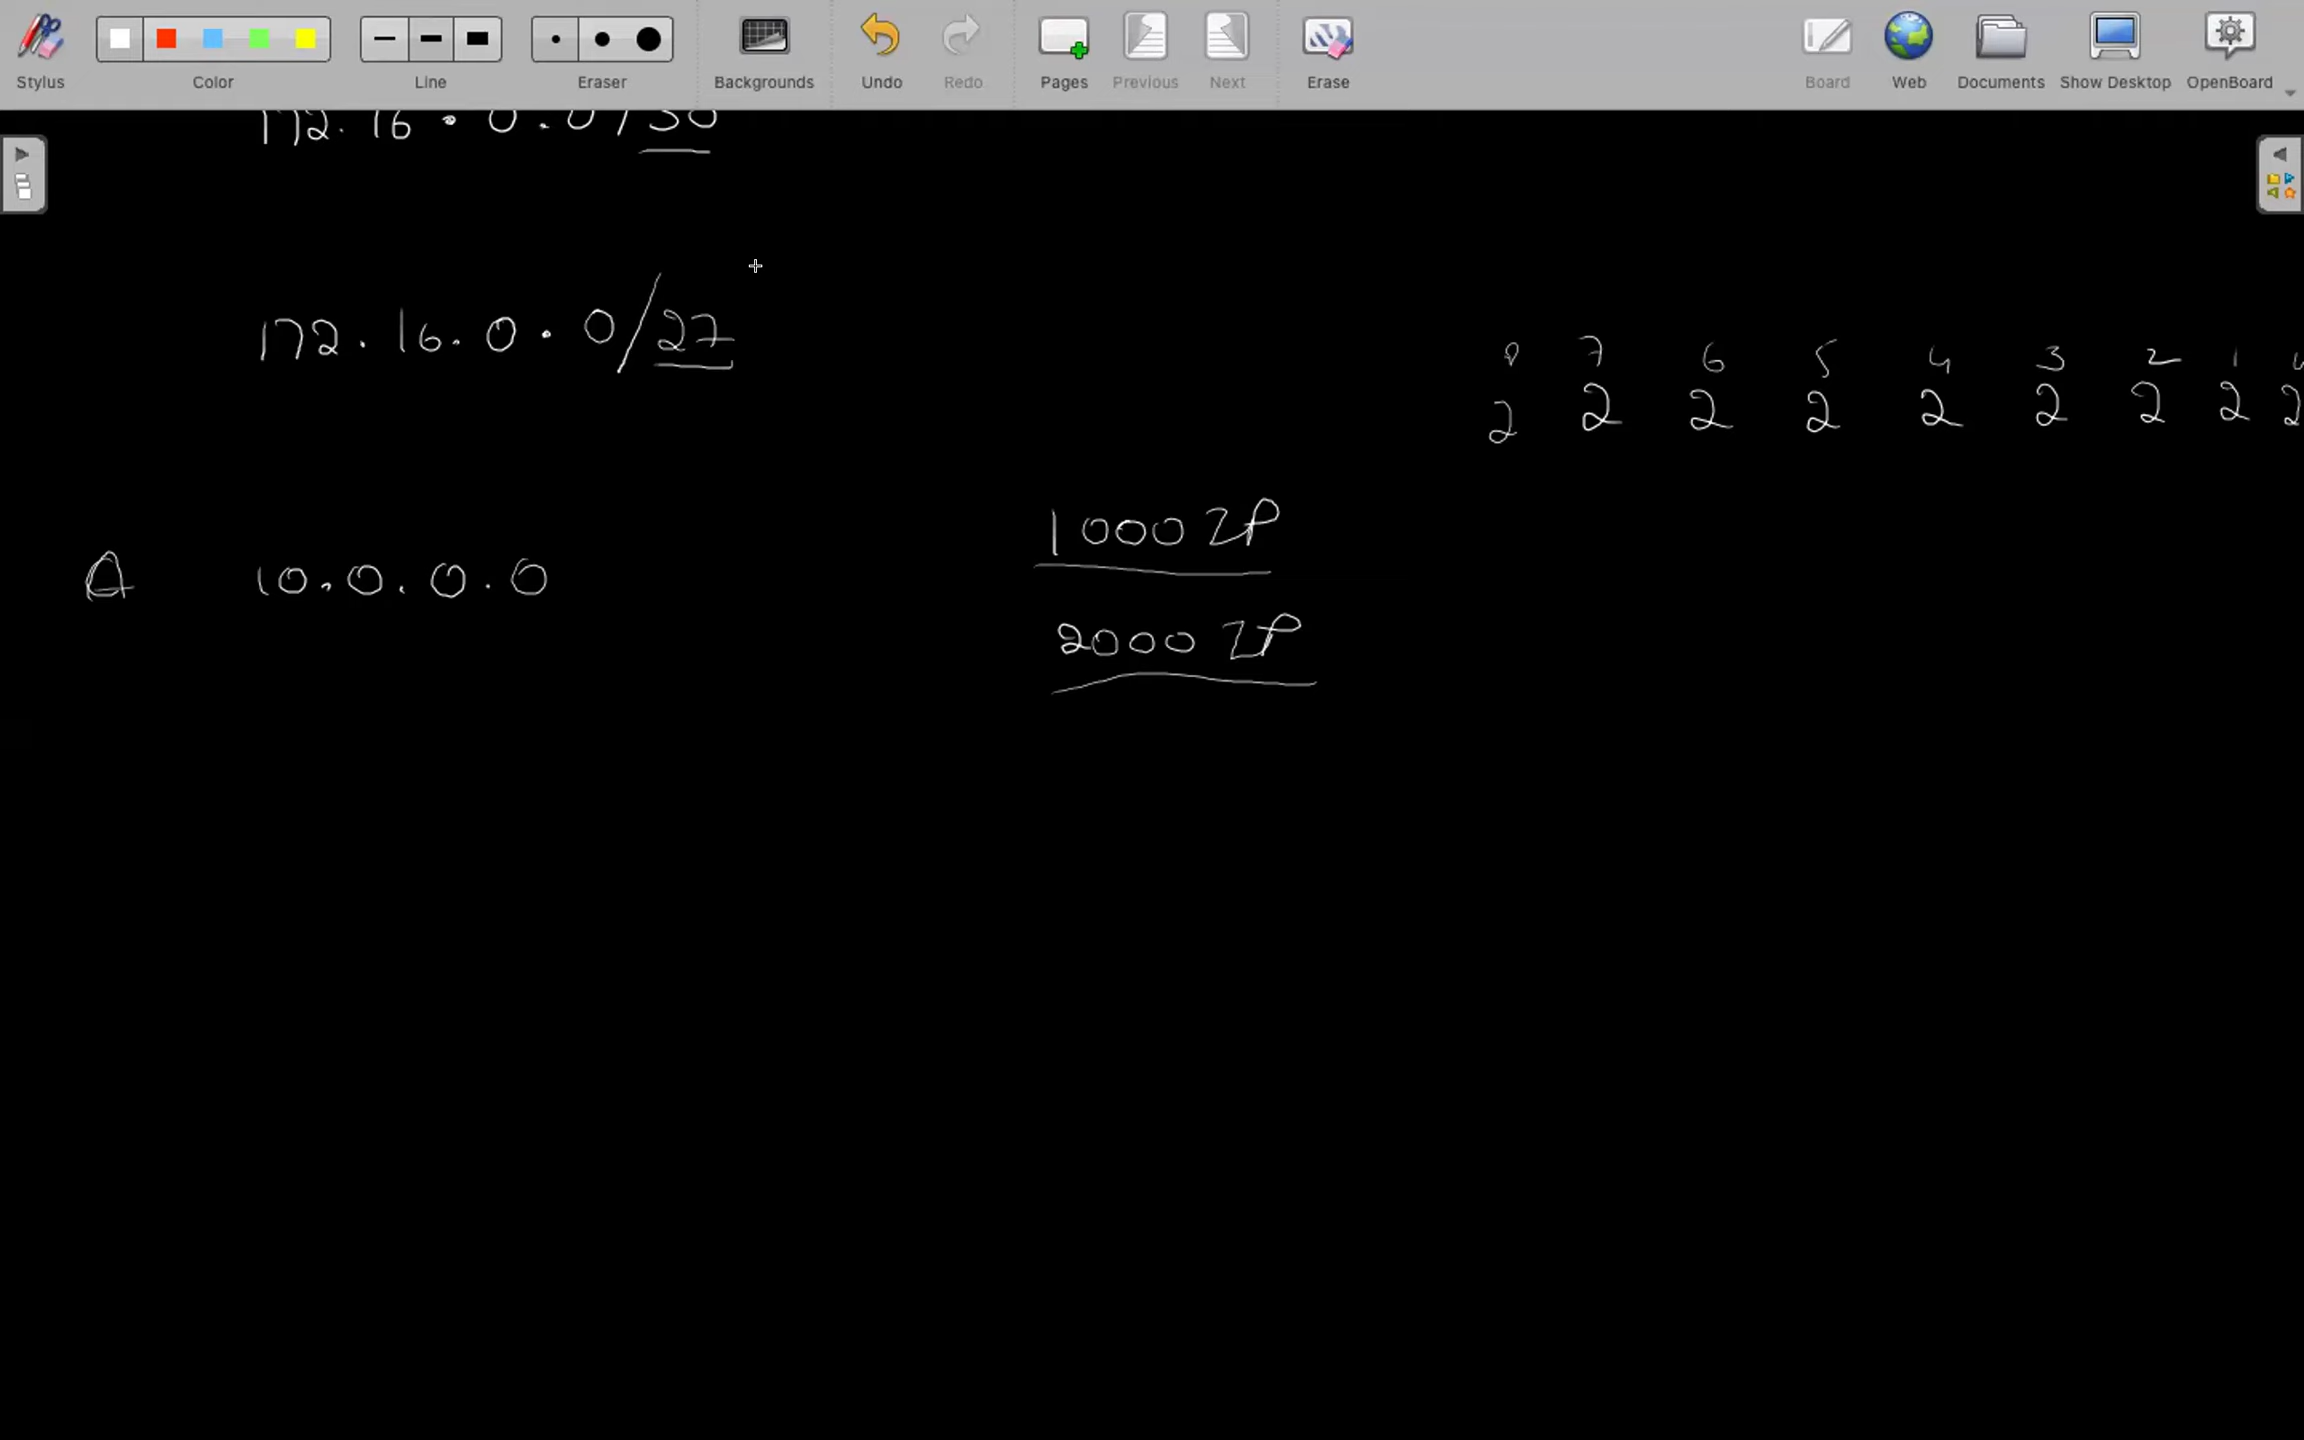 Stylus Color Line Eraser Backgrounds Undo Redo Pages Previous Next Erase Board Web Documents Show Desktop OpenBoard
172.16.0.0/30
172.16.0.0/27
8 7 6 5 4 3 2 1 0
2 2 2 2 2 2 2 2 2
1000 IP
A 10.0.0.0
2000 IP